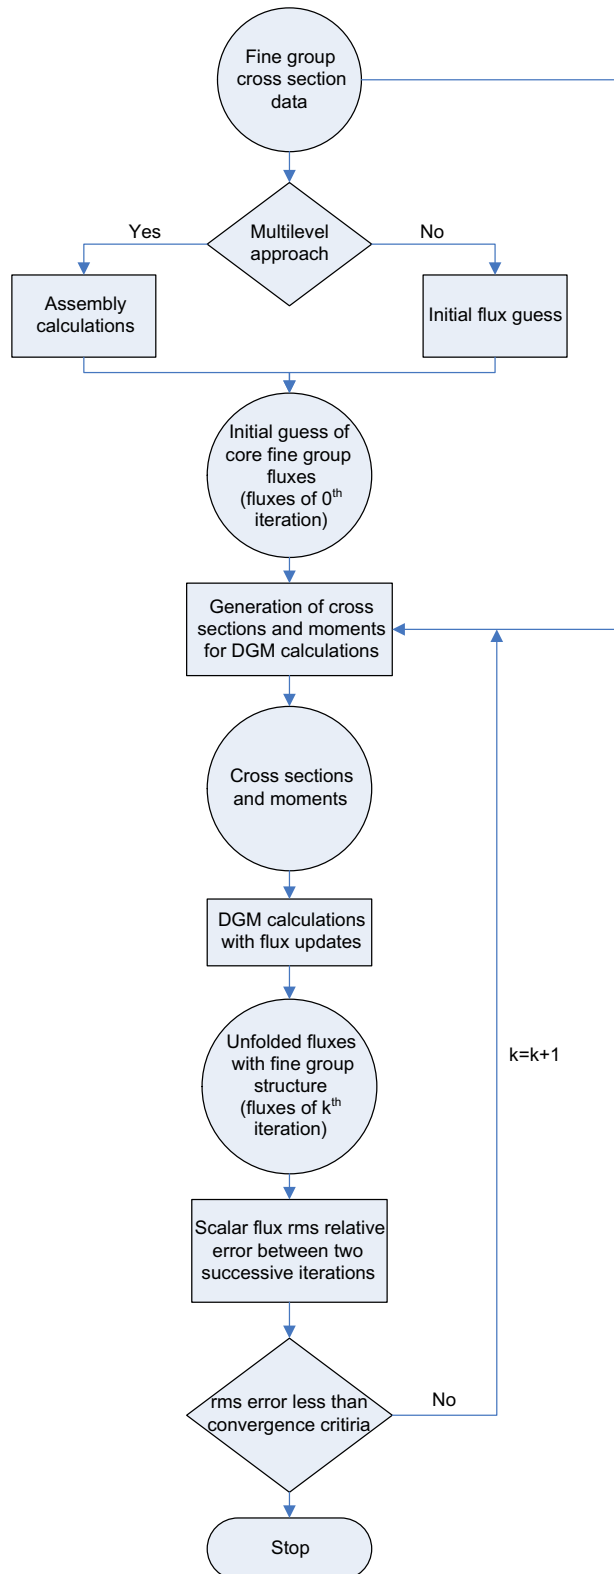 Fine group
cross section
data
Multilevel
approach
Yes
No
Assembly
calculations
Initial flux guess
Initial guess of
core fine group
fluxes
(fluxes of 0th
iteration)
Generation of cross
sections and moments
for DGM calculations
Cross sections
and moments
DGM calculations
with flux updates
Unfolded fluxes
with fine group
structure
(fluxes of kth
iteration)
k=k+1
Scalar flux rms relative
error between two
successive iterations
rms error less than
convergence critiria
No
Stop